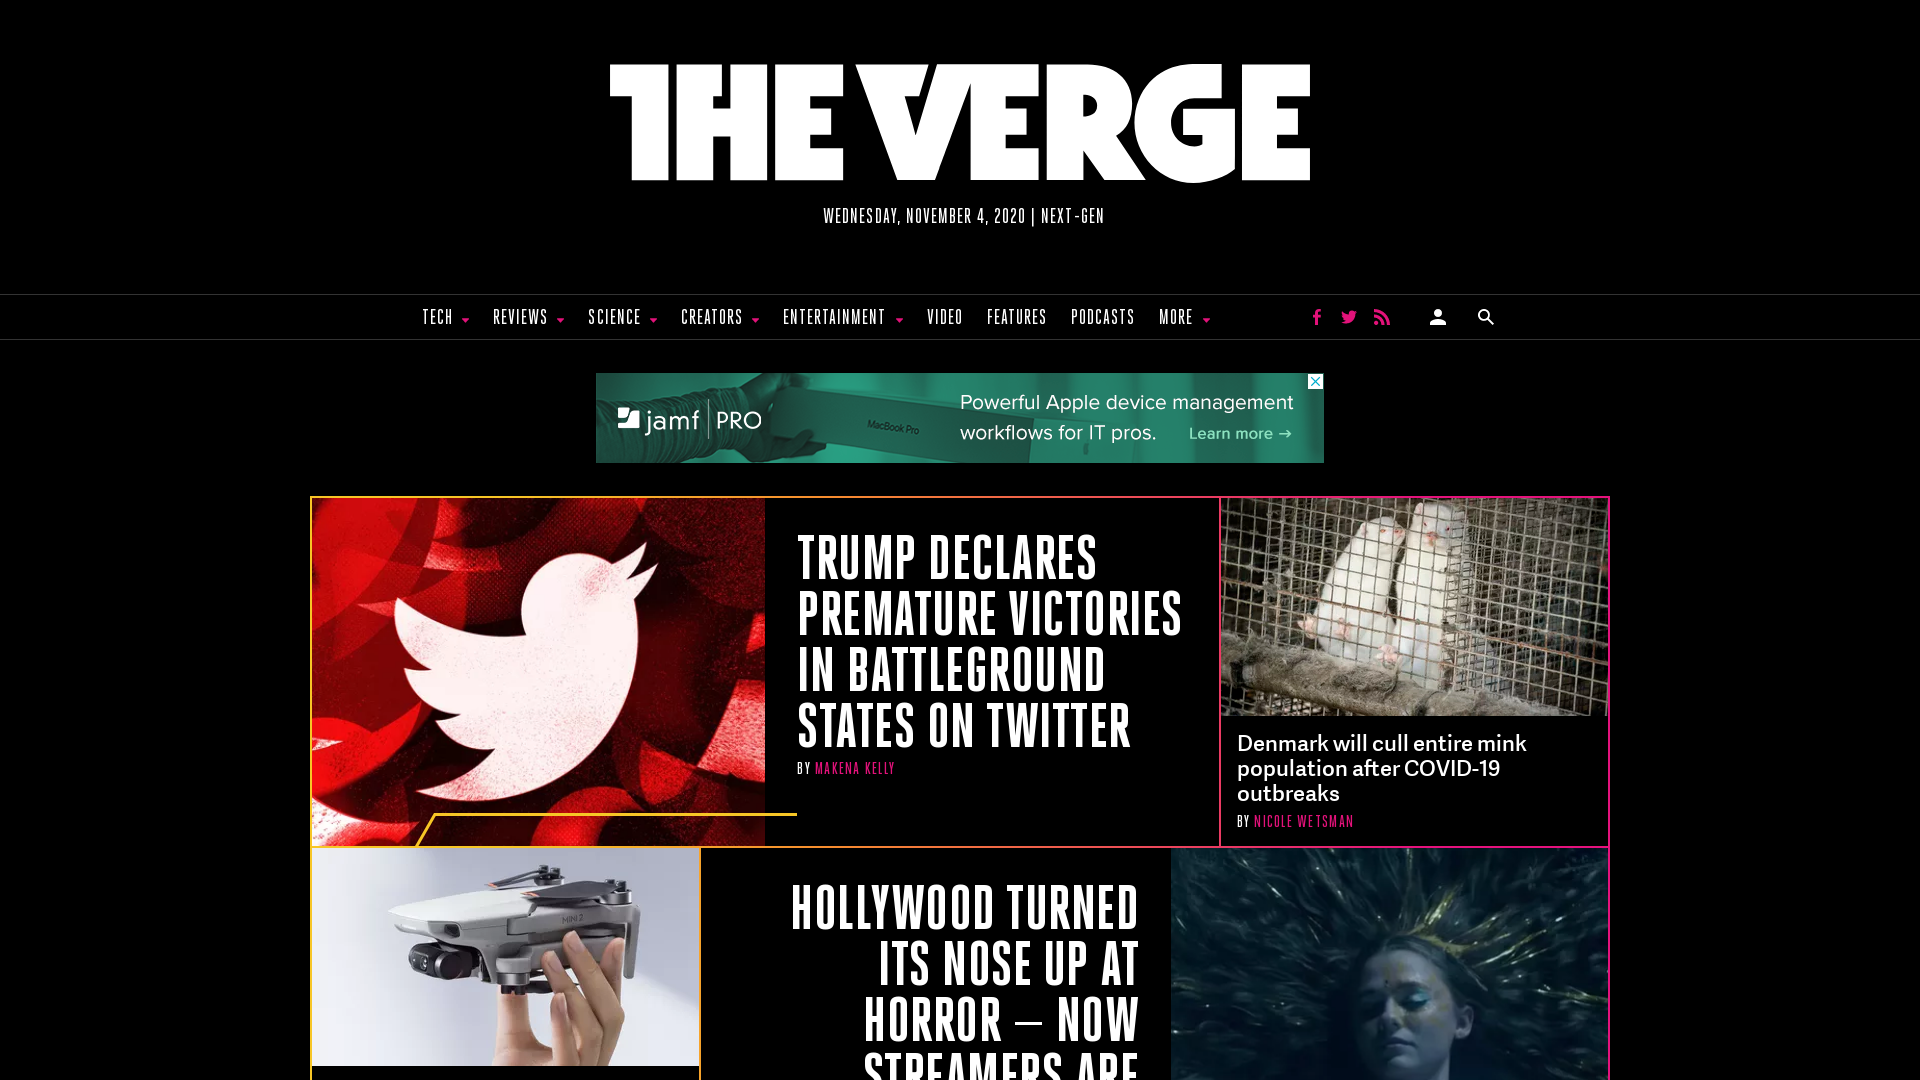 THE VERGE
WEDNESDAY, NOVEMBER 4, 2020 | NEXT-GEN
TECH REVIEWS SCIENCE CREATORS ENTERTAINMENT VIDEO FEATURES PODCASTS MORE
jamf PRO
MacBook Pro
Powerful Apple device management
workflows for IT pros. Learn more →
TRUMP DECLARES
PREMATURE VICTORIES
IN BATTLEGROUND
STATES ON TWITTER
BY MAKENA KELLY
Denmark will cull entire mink
population after COVID-19
outbreaks
BY NICOLE WETSMAN
MINI 2
HOLLYWOOD TURNED
ITS NOSE UP AT
HORROR — NOW
STREAMERS ARE